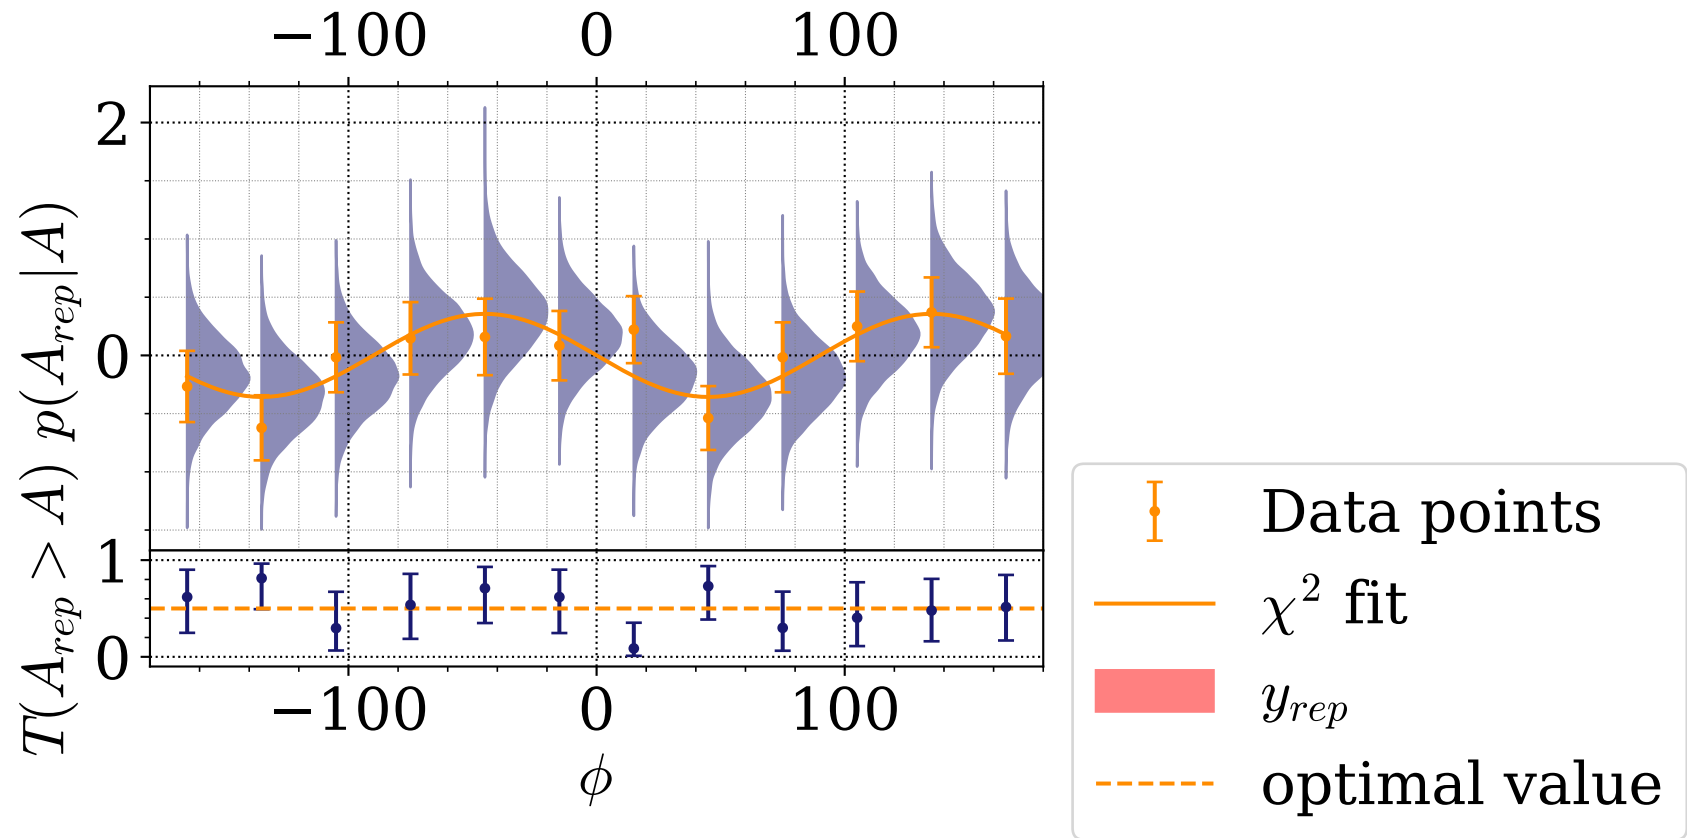 −100 0 100
2
0
p(A_rep|A)
1
0
T(A_rep > A)
−100 0 100
ϕ
Data points
χ² fit
y_rep
optimal value